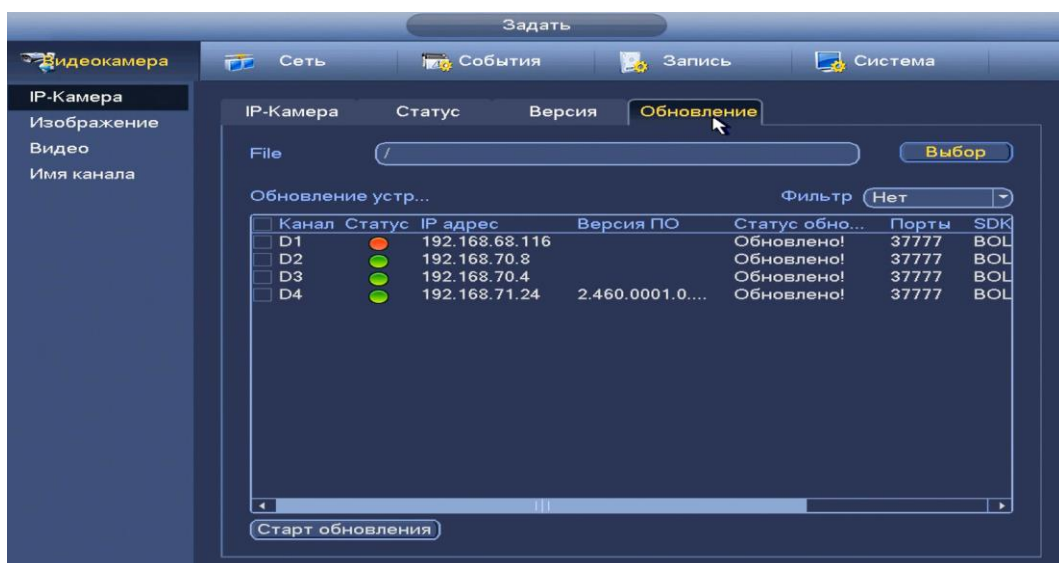 Задать
Видеокамера Сеть События Запись Система
IP-Камера
Изображение
Видео
Имя канала
IP-Камера Статус Версия Обновление
File / Выбор
Обновление устр... Фильтр Нет
Канал Статус IP адрес Версия ПО Статус обно... Порты SDK
D1 192.168.68.116 Обновлено! 37777 BOL
D2 192.168.70.8 Обновлено! 37777 BOL
D3 192.168.70.4 Обновлено! 37777 BOL
D4 192.168.71.24 2.460.0001.0.... Обновлено! 37777 BOL
Старт обновления